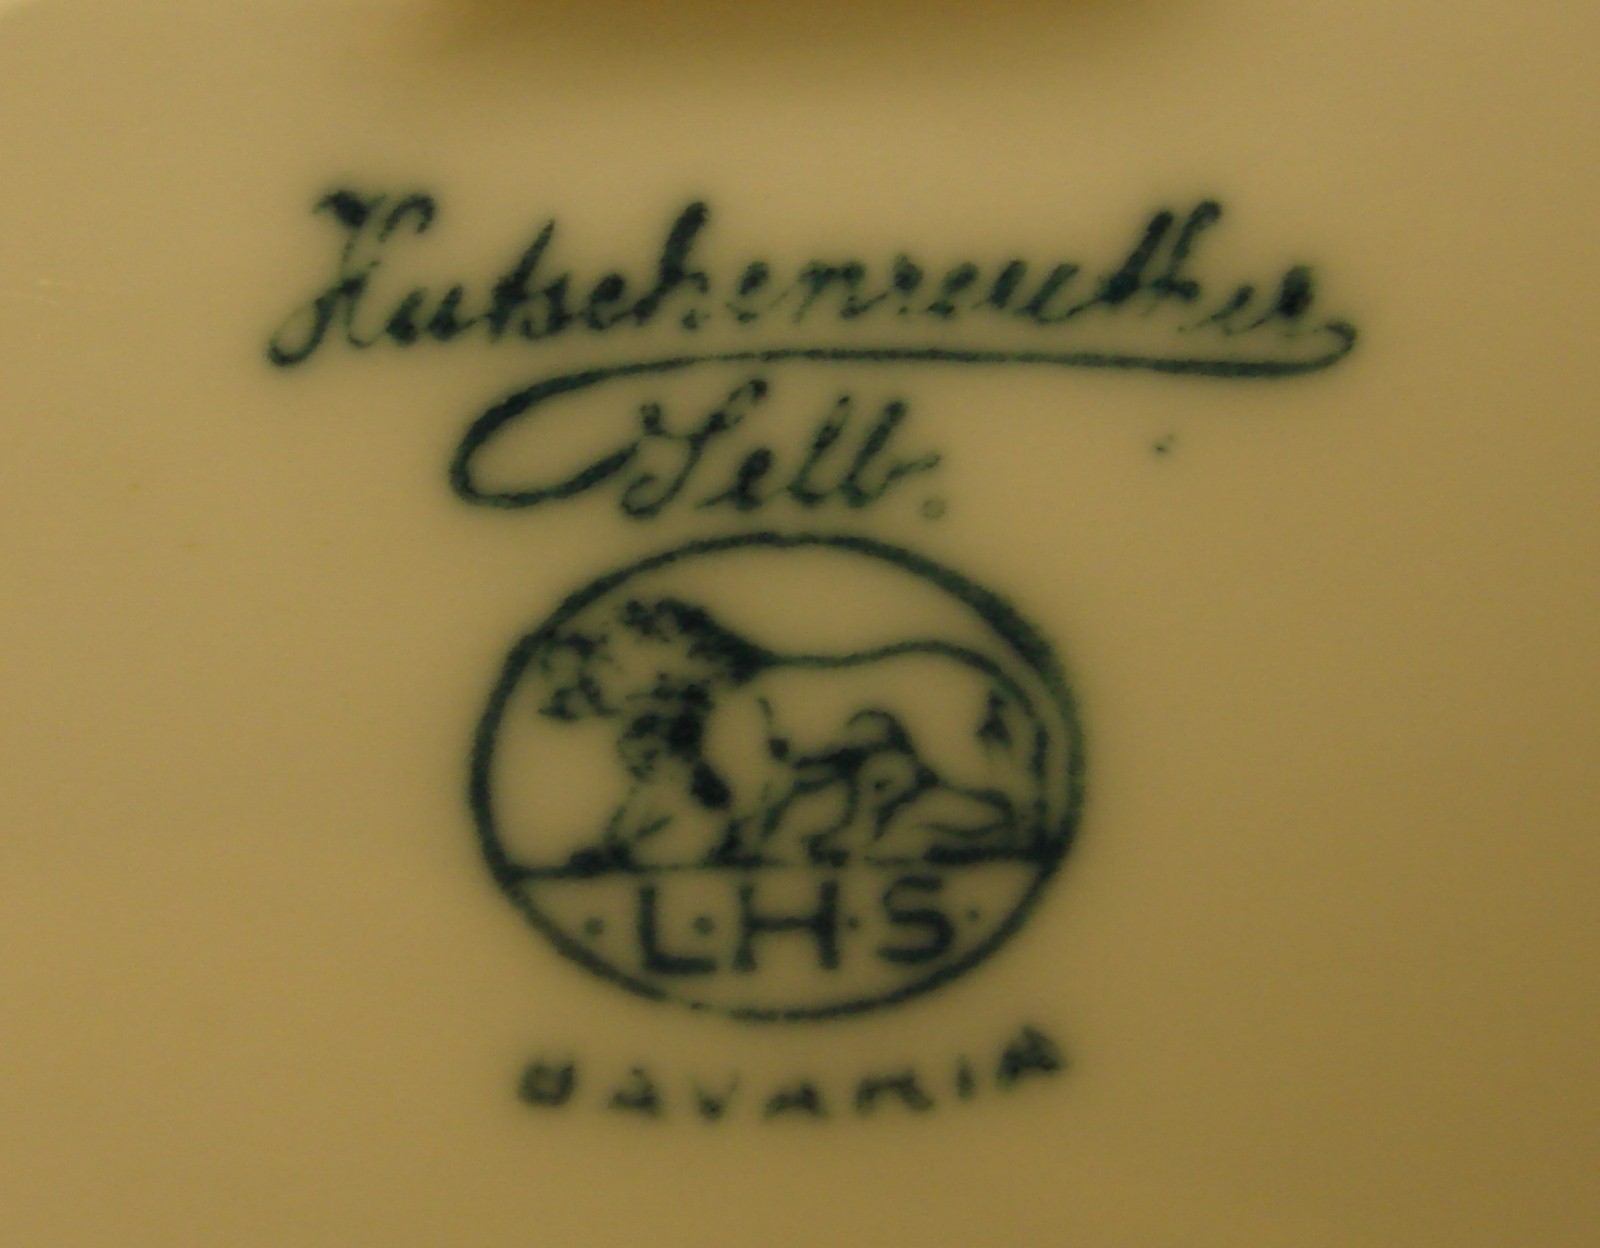 Hutschenreuther
Selb.
·L·H·S·
BAVARIA